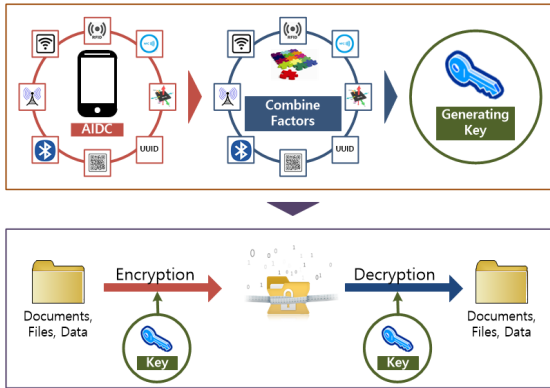 RFID
RFID
AIDC
UUID
Combine
Factors
UUID
Generating
Key
Encryption
Decryption
Documents,
Files, Data
Documents,
Files, Data
Key
Key